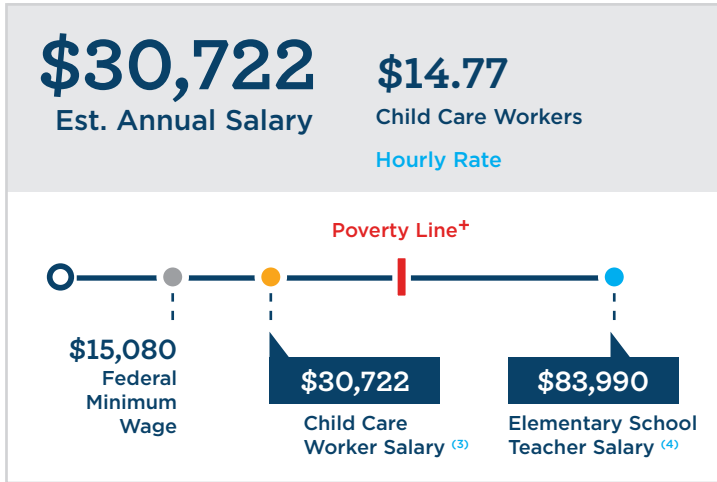 $30,722
Est. Annual Salary
$14.77
Child Care Workers
Hourly Rate
Poverty Line+
$15,080
Federal
Minimum
Wage
$30,722
Child Care
Worker Salary (3)
$83,990
Elementary School
Teacher Salary (4)